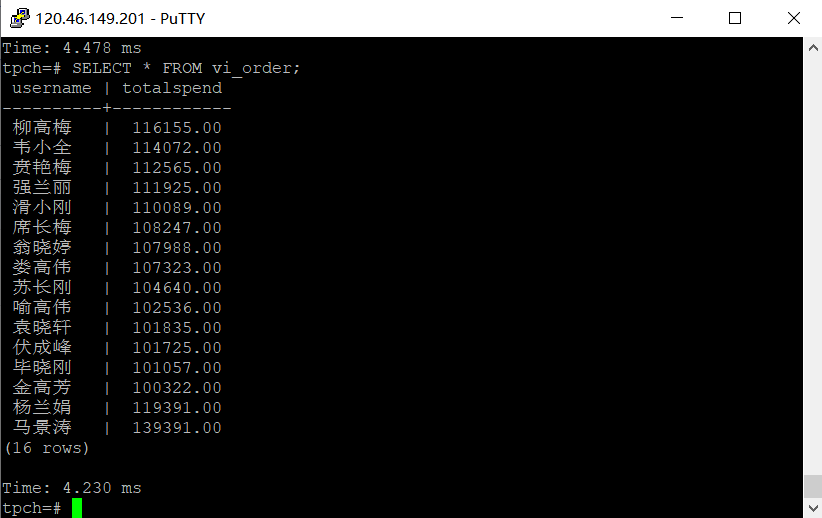 120.46.149.201 - PuTTY
Time: 4.478 ms
tpch=# SELECT * FROM vi_order;
 username | totalspend
----------+------------
 柳高梅   |  116155.00
 韦小全   |  114072.00
 贲艳梅   |  112565.00
 强兰丽   |  111925.00
 滑小刚   |  110089.00
 席长梅   |  108247.00
 翁晓婷   |  107988.00
 娄高伟   |  107323.00
 苏长刚   |  104640.00
 喻高伟   |  102536.00
 袁晓轩   |  101835.00
 伏成峰   |  101725.00
 毕晓刚   |  101057.00
 金高芳   |  100322.00
 杨兰娟   |  119391.00
 马景涛   |  139391.00
(16 rows)
Time: 4.230 ms
tpch=#